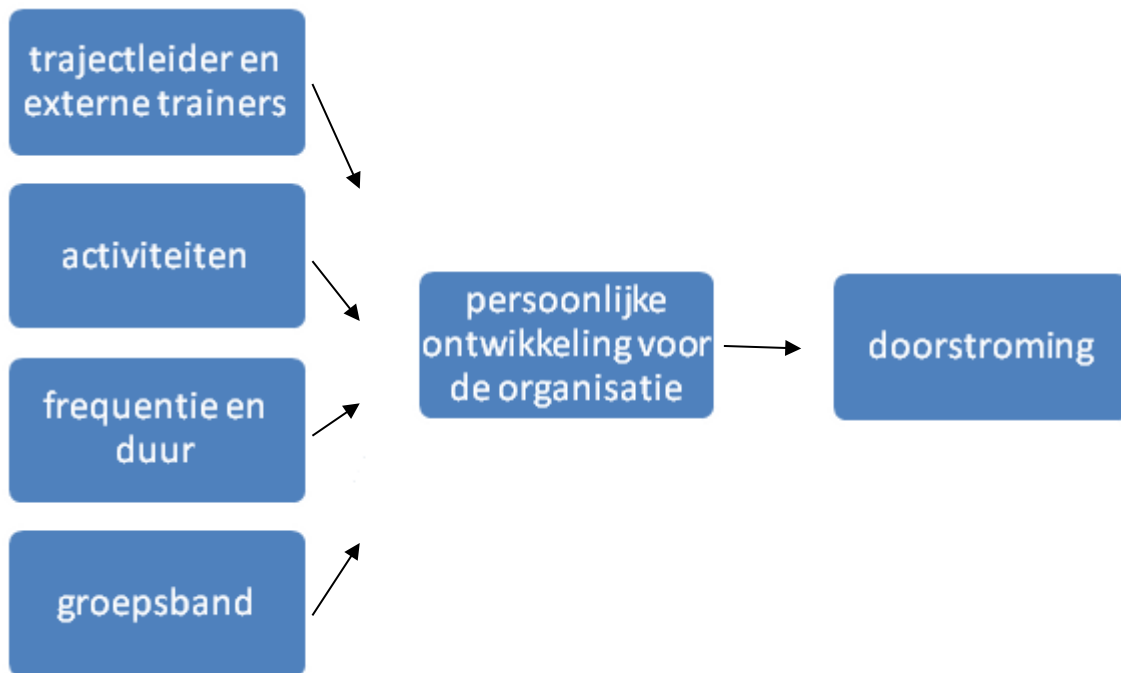 trajectleider en
externe trainers
activiteiten
frequentie en
duur
groepsband
persoonlijke
ontwikkeling voor
de organisatie
doorstroming